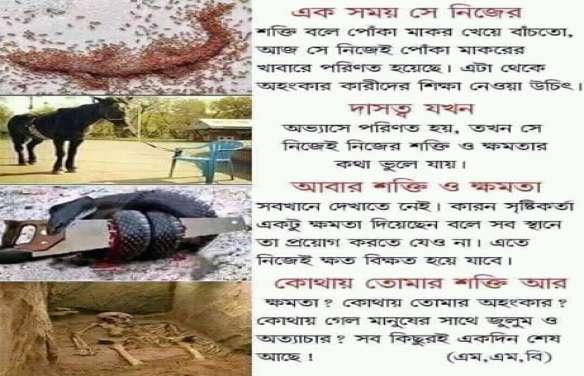 এক সময় সে নিজের
শক্তি বলে পোঁকা মাকর খেয়ে বাঁচতো,
আজ সে নিজেই পোঁকা মাকরের
খাবারে পরিণত হয়েছে। এটা থেকে
অহংকার কারীদের শিক্ষা নেওয়া উচিৎ।
দাসত্ব যখন
অভ্যাসে পরিণত হয়, তখন সে
নিজেই নিজের শক্তি ও ক্ষমতার
কথা ভুলে যায়।
আবার শক্তি ও ক্ষমতা
সবখানে দেখাতে নেই। কারন সৃষ্টিকর্তা
একটু ক্ষমতা দিয়েছেন বলে সব স্থানে
তা প্রয়োগ করতে যেও না। এতে
নিজেই ক্ষত বিক্ষত হয়ে যাবে।
কোথায় তোমার শক্তি আর
ক্ষমতা? কোথায় তোমার অহংকার?
কোথায় গেল মানুষের সাথে জুলুম ও
অত্যাচার? সব কিছুরই একদিন শেষ
আছে! (এম,এম,বি)